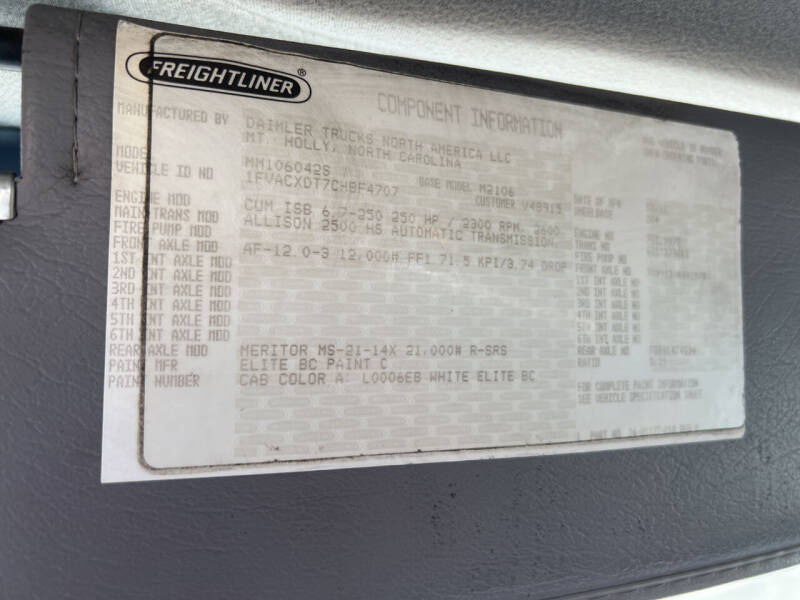 FREIGHTLINER®
COMPONENT INFORMATION
MANUFACTURED BY DAIMLER TRUCKS NORTH AMERICA LLC
MT. HOLLY, NORTH CAROLINA
MODEL MM106042S BASE MODEL M2106
VEHICLE ID NO 1FVACXDT7CHBF4707 CUSTOMER V49315 DATE OF MFR
ENGINE MOD CUM ISB 6.7-250 250 HP / 2300 RPM, 2600 WHEELBASE
MAIN TRANS MOD ALLISON 2500 HS AUTOMATIC TRANSMISSION, ENGINE NO
FIRE PUMP MOD TRANS NO
FRONT AXLE MOD AF-12.0-3 12,000# FF1 71.5 KPI/3.74 DROP FIRE PUMP NO
1ST INT AXLE MOD FRONT AXLE NO
2ND INT AXLE MOD 1ST INT AXLE NO
3RD INT AXLE MOD 2ND INT AXLE NO
4TH INT AXLE MOD 3RD INT AXLE NO
5TH INT AXLE MOD 4TH INT AXLE NO
6TH INT AXLE MOD 5TH INT AXLE NO
6TH INT AXLE NO
REAR AXLE MOD MERITOR MS-21-14X 21,000# R-SRS REAR AXLE NO
PAINT MFR ELITE BC PAINT C RATIO
PAINT NUMBER CAB COLOR A: L0006EB WHITE ELITE BC
FOR COMPLETE PAINT INFORMATION
SEE VEHICLE SPECIFICATION SHEET